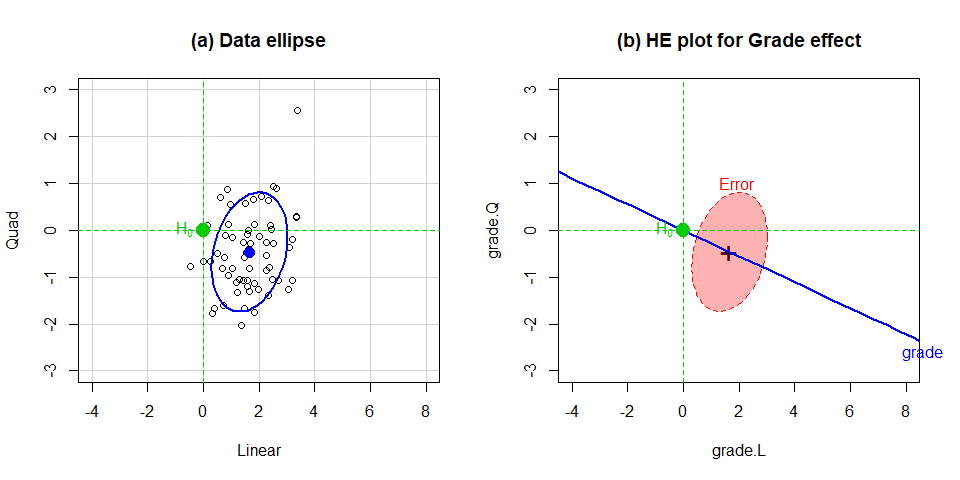 (a) Data ellipse
Quad
3
2
1
0
-1
-2
-3
H0
-4 -2 0 2 4 6 8
Linear
(b) HE plot for Grade effect
grade.Q
3
2
1
0
-1
-2
-3
Error
H0
grade
-4 -2 0 2 4 6 8
grade.L